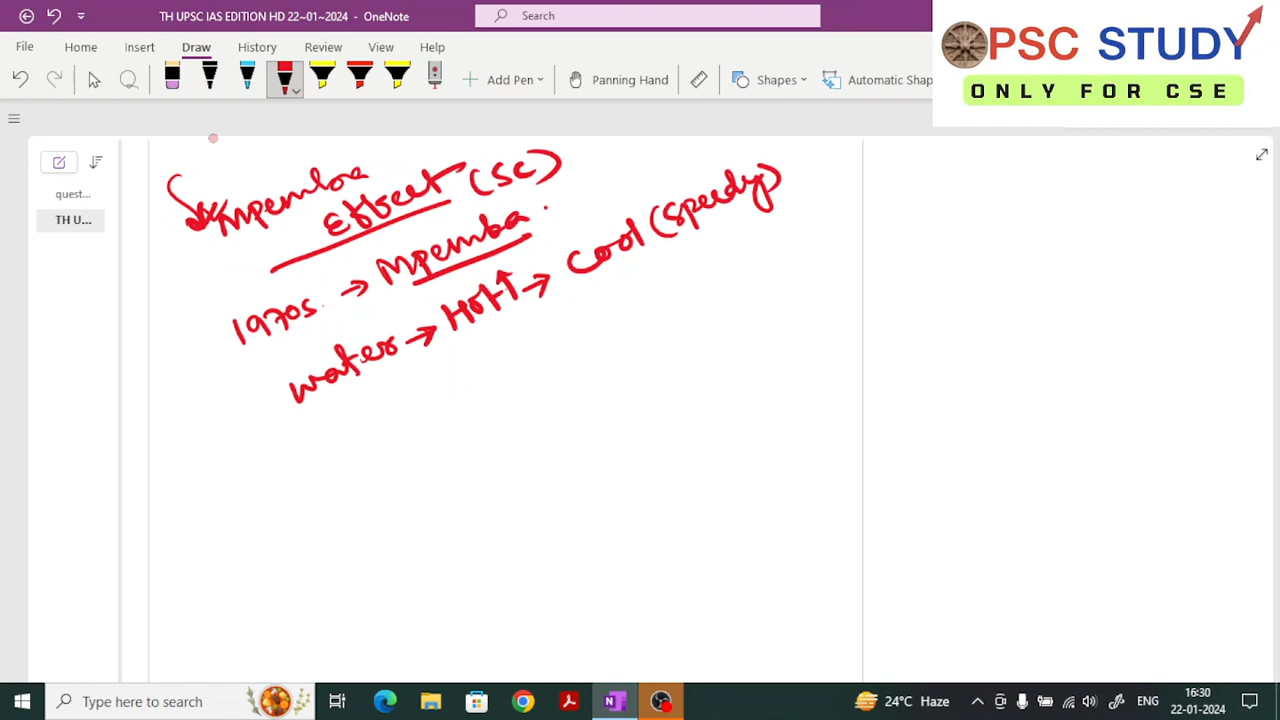 TH UPSC IAS EDITION HD 22~01~2024 - OneNote
Search
File Home Insert Draw History Review View Help
Add Pen Panning Hand Shapes Automatic Shap
PSC STUDY
ONLY FOR CSE
quest...
TH U...
Mpemba
Effect (SC)
1970s. → Mpemba.
water → Hot↑ → Cool (speedy)
Type here to search
24°C Haze
ENG
16:30
22-01-2024